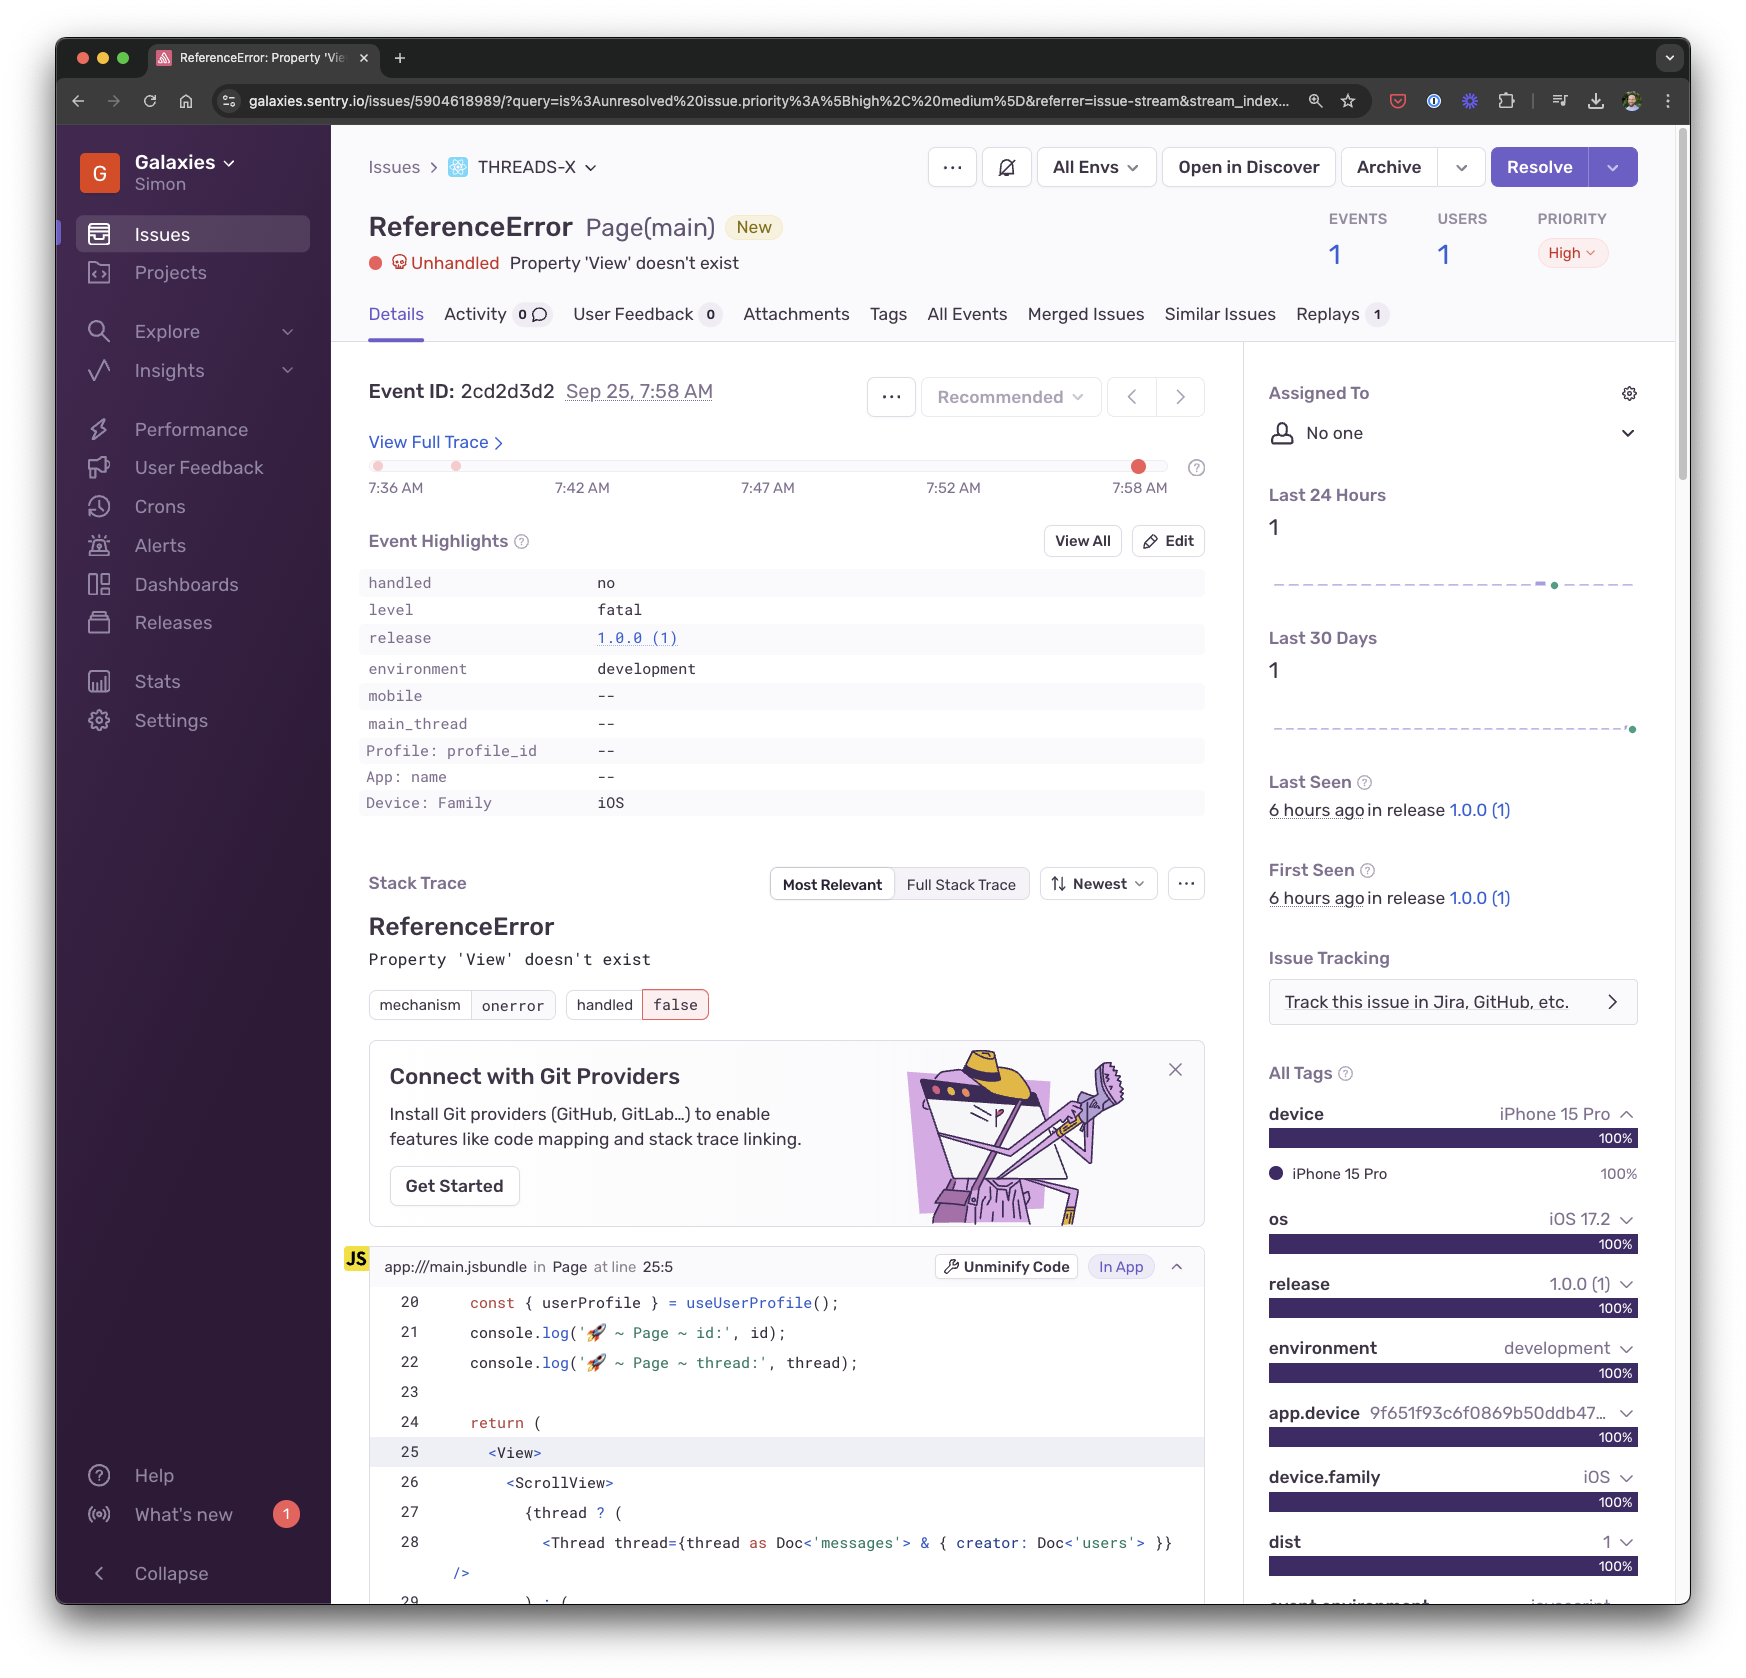 ReferenceError: Property 'Vie
galaxies.sentry.io/issues/5904618989/?query=is%3Aunresolved%20issue.priority%3A%5Bhigh%2C%20medium%5D&referrer=issue-stream&stream_index...
G
Galaxies
Simon
Issues
Projects
Explore
Insights
Performance
User Feedback
Crons
Alerts
Dashboards
Releases
Stats
Settings
Help
What's new 1
Collapse
Issues > THREADS-X
... All Envs Open in Discover Archive Resolve
ReferenceError Page(main) New
Unhandled Property 'View' doesn't exist
EVENTS USERS PRIORITY
1 1 High
Details Activity 0 User Feedback 0 Attachments Tags All Events Merged Issues Similar Issues Replays 1
Event ID: 2cd2d3d2 Sep 25, 7:58 AM
... Recommended
View Full Trace >
7:36 AM 7:42 AM 7:47 AM 7:52 AM 7:58 AM
Event Highlights View All Edit
handled no
level fatal
release 1.0.0 (1)
environment development
mobile --
main_thread --
Profile: profile_id --
App: name --
Device: Family iOS
Stack Trace Most Relevant Full Stack Trace Newest ...
ReferenceError
Property 'View' doesn't exist
mechanism onerror handled false
Connect with Git Providers
Install Git providers (GitHub, GitLab…) to enable
features like code mapping and stack trace linking.
Get Started
JS
app:///main.jsbundle in Page at line 25:5 Unminify Code In App
20 const { userProfile } = useUserProfile();
21 console.log('🚀 ~ Page ~ id:', id);
22 console.log('🚀 ~ Page ~ thread:', thread);
23
24 return (
25 <View>
26 <ScrollView>
27 {thread ? (
28 <Thread thread={thread as Doc<'messages'> & { creator: Doc<'users'> }}
/>
29 ) : (
Assigned To
No one
Last 24 Hours
1
Last 30 Days
1
Last Seen
6 hours ago in release 1.0.0 (1)
First Seen
6 hours ago in release 1.0.0 (1)
Issue Tracking
Track this issue in Jira, GitHub, etc.
All Tags
device iPhone 15 Pro
100%
iPhone 15 Pro 100%
os iOS 17.2
100%
release 1.0.0 (1)
100%
environment development
100%
app.device 9f651f93c6f0869b50ddb47...
100%
device.family iOS
100%
dist 1
100%
event.environment javascript